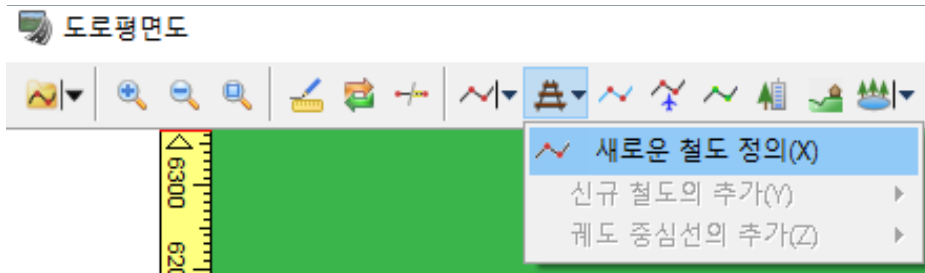 도로평면도
새로운 철도 정의(X)
신규 철도의 추가(Y)
궤도 중심선의 추가(Z)
6300
620